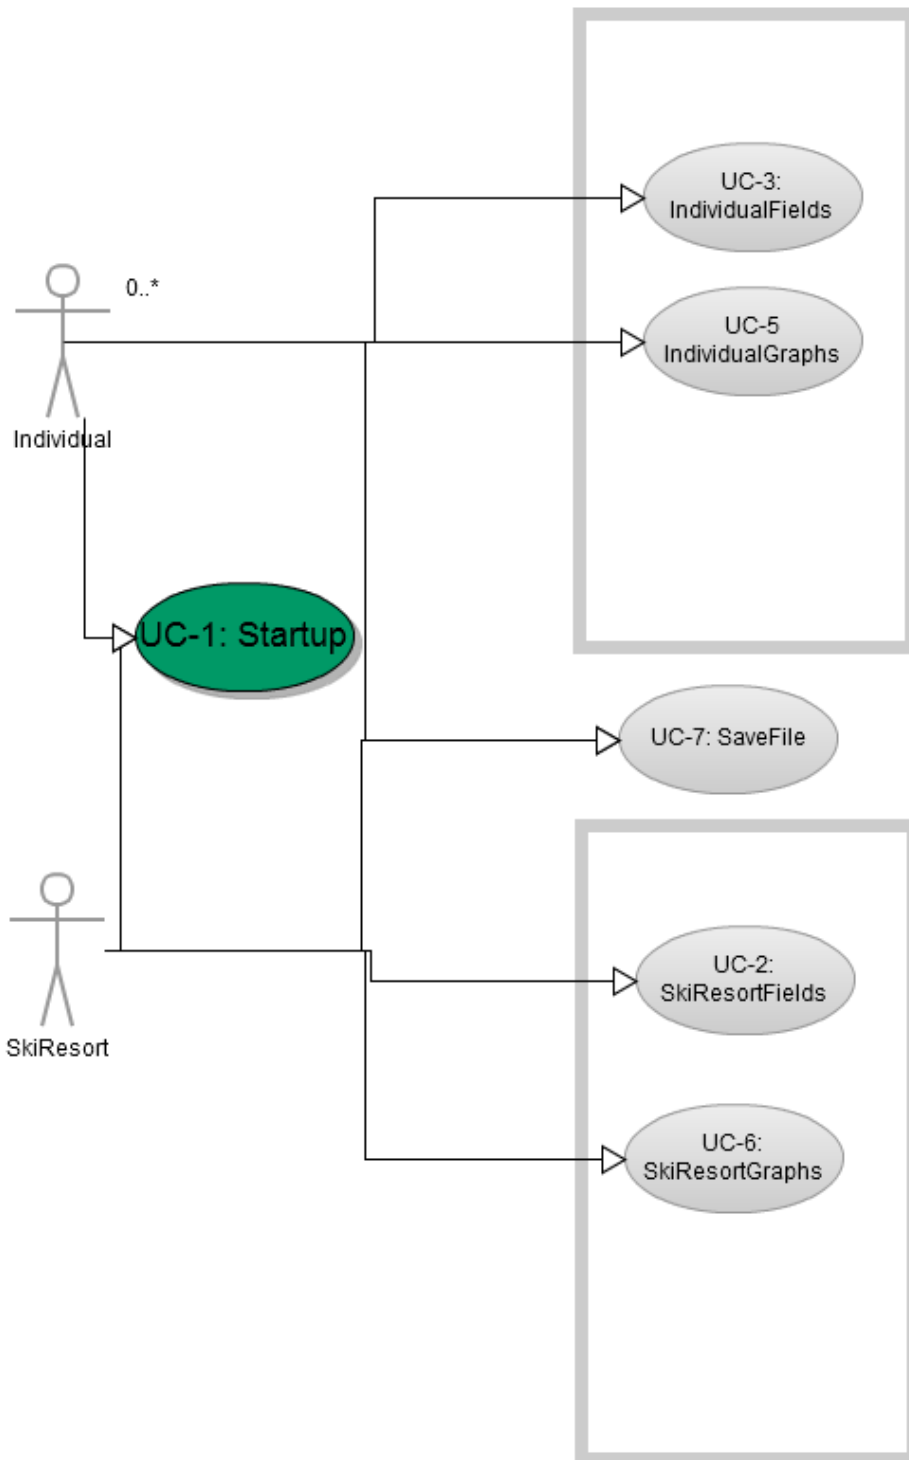 UC-3:
IndividualFields
0..*
UC-5
IndividualGraphs
Individual
UC-1: Startup
UC-7: SaveFile
UC-2:
SkiResortFields
SkiResort
UC-6:
SkiResortGraphs